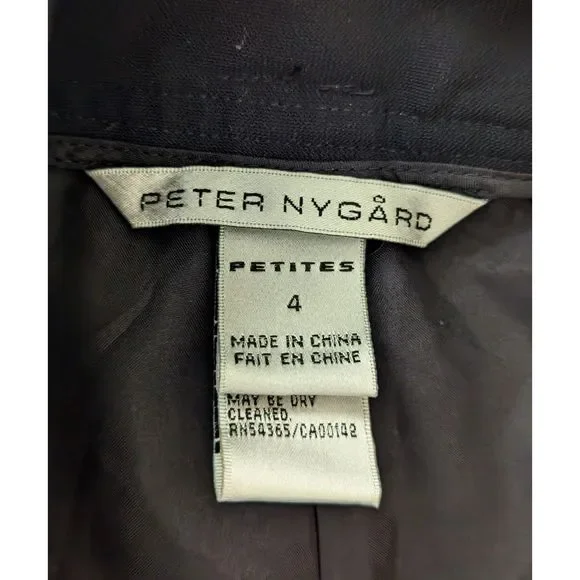 PETER NYGÅRD
PETITES
4
MADE IN CHINA
FAIT EN CHINE
MAY BE DRY
CLEANED.
RN54365/CA00142